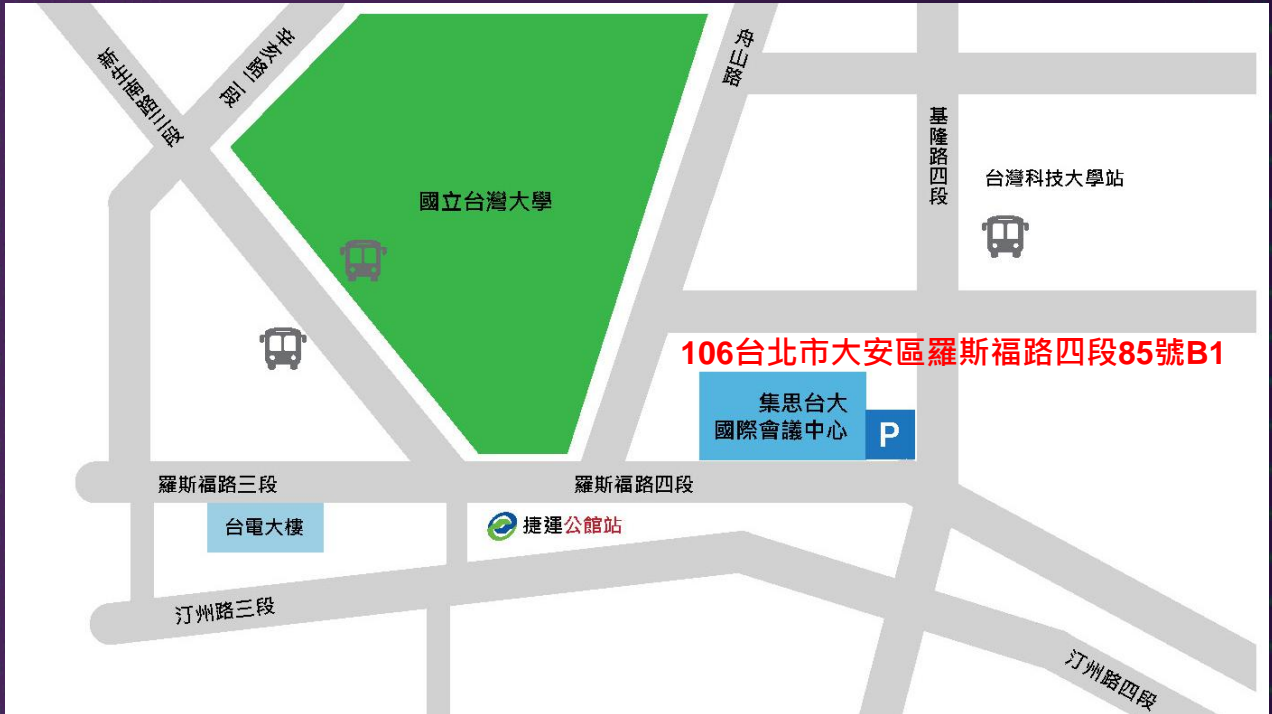 新生南路三段
辛亥路一段
舟山路
基隆路四段
國立台灣大學
台灣科技大學站
106台北市大安區羅斯福路四段85號B1
集思台大
國際會議中心
P
羅斯福路三段
羅斯福路四段
台電大樓
捷運公館站
汀州路三段
汀州路四段